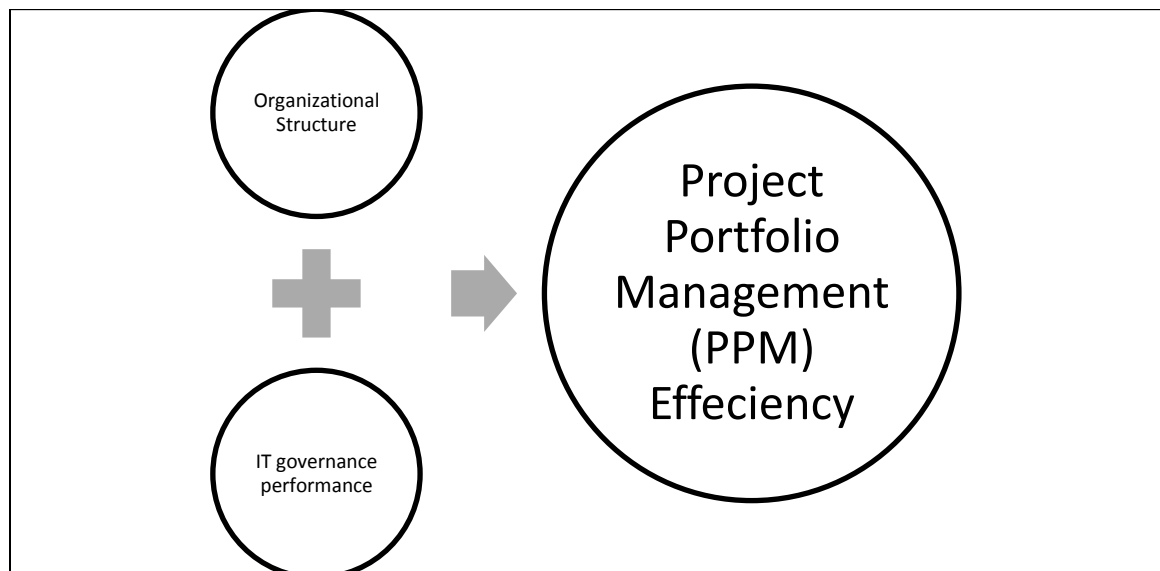 Organizational
Structure
IT governance
performance
Project
Portfolio
Management
(PPM)
Effeciency